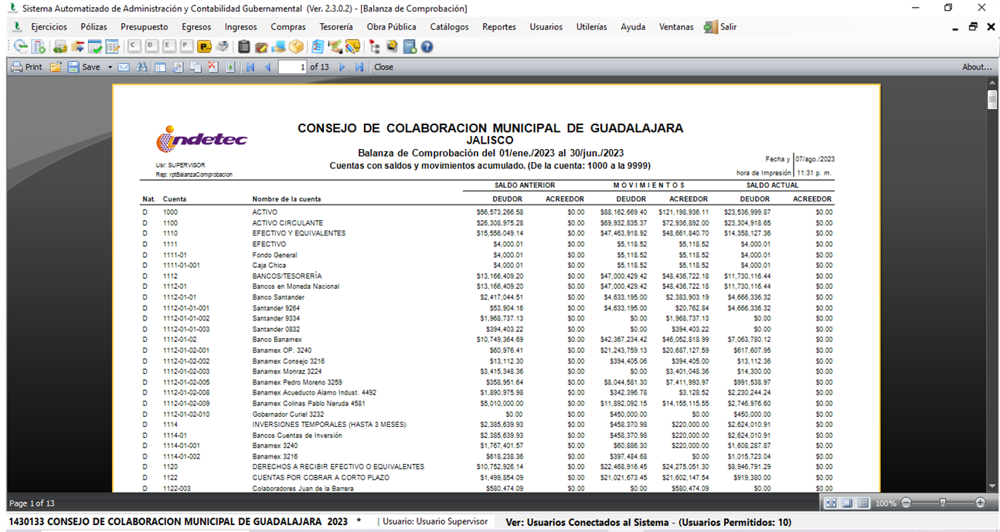 Sistema Automatizado de Administración y Contabilidad Gubernamental (Ver. 2.3.0.2) - [Balanza de Comprobación]
Ejercicios Pólizas Presupuesto Egresos Ingresos Compras Tesorería Obra Pública Catálogos Reportes Usuarios Utilerías Ayuda Ventanas Salir
C D E P P
Print Save 1 of 13 Close About...
indetec
CONSEJO DE COLABORACION MUNICIPAL DE GUADALAJARA
JALISCO
Balanza de Comprobación del 01/ene./2023 al 30/jun./2023
Cuentas con saldos y movimientos acumulado. (De la cuenta: 1000 a la 9999)
Usr: SUPERVISOR
Rep: rptBalanzaComprobacion
Fecha y 07/ago./2023
hora de Impresión 11:31 p. m.
SALDO ANTERIOR M O V I M I E N T O S SALDO ACTUAL
Nat. Cuenta Nombre de la cuenta DEUDOR ACREEDOR DEUDOR ACREEDOR DEUDOR ACREEDOR
D 1000 ACTIVO $56,573,266.58 $0.00 $88,162,669.40 $121,198,936.11 $23,536,999.87 $0.00
D 1100 ACTIVO CIRCULANTE $26,308,975.28 $0.00 $69,932,835.37 $72,936,892.00 $23,304,918.65 $0.00
D 1110 EFECTIVO Y EQUIVALENTES $15,556,049.14 $0.00 $47,463,918.92 $48,661,840.70 $14,358,127.36 $0.00
D 1111 EFECTIVO $4,000.01 $0.00 $5,118.52 $5,118.52 $4,000.01 $0.00
D 1111-01 Fondo General $4,000.01 $0.00 $5,118.52 $5,118.52 $4,000.01 $0.00
D 1111-01-001 Caja Chica $4,000.01 $0.00 $5,118.52 $5,118.52 $4,000.01 $0.00
D 1112 BANCOS/TESORERÍA $13,166,409.20 $0.00 $47,000,429.42 $48,436,722.18 $11,730,116.44 $0.00
D 1112-01 Bancos en Moneda Nacional $13,166,409.20 $0.00 $47,000,429.42 $48,436,722.18 $11,730,116.44 $0.00
D 1112-01-01 Banco Santander $2,417,044.51 $0.00 $4,633,195.00 $2,383,903.19 $4,666,336.32 $0.00
D 1112-01-01-001 Santander 9264 $53,904.16 $0.00 $4,633,195.00 $20,762.84 $4,666,336.32 $0.00
D 1112-01-01-002 Santander 9334 $1,968,737.13 $0.00 $0.00 $1,968,737.13 $0.00 $0.00
D 1112-01-01-003 Santander 0832 $394,403.22 $0.00 $0.00 $394,403.22 $0.00 $0.00
D 1112-01-02 Banco Banamex $10,749,364.69 $0.00 $42,367,234.42 $46,052,818.99 $7,063,780.12 $0.00
D 1112-01-02-001 Banamex OP. 3240 $60,976.41 $0.00 $21,243,759.13 $20,687,127.59 $617,607.95 $0.00
D 1112-01-02-002 Banamex Consejo 3216 $13,112.30 $0.00 $394,405.06 $394,405.00 $13,112.36 $0.00
D 1112-01-02-003 Banamex Monraz 3224 $3,415,348.36 $0.00 $0.00 $3,401,048.36 $14,300.00 $0.00
D 1112-01-02-005 Banamex Pedro Moreno 3259 $358,951.64 $0.00 $8,044,581.30 $7,411,993.97 $991,538.97 $0.00
D 1112-01-02-008 Banamex Acueducto Alamo Indust. 4492 $1,890,975.98 $0.00 $342,396.78 $3,128.52 $2,230,244.24 $0.00
D 1112-01-02-009 Banamex Colinas Pablo Neruda 4581 $5,010,000.00 $0.00 $11,892,092.15 $14,155,115.55 $2,746,976.60 $0.00
D 1112-01-02-010 Gobernador Curiel 3232 $0.00 $0.00 $450,000.00 $0.00 $450,000.00 $0.00
D 1114 INVERSIONES TEMPORALES (HASTA 3 MESES) $2,385,639.93 $0.00 $458,370.98 $220,000.00 $2,624,010.91 $0.00
D 1114-01 Bancos Cuentas de Inversión $2,385,639.93 $0.00 $458,370.98 $220,000.00 $2,624,010.91 $0.00
D 1114-01-001 Banamex 3240 $1,767,401.57 $0.00 $60,886.30 $220,000.00 $1,608,287.87 $0.00
D 1114-01-002 Banamex 3216 $618,238.36 $0.00 $397,484.68 $0.00 $1,015,723.04 $0.00
D 1120 DERECHOS A RECIBIR EFECTIVO O EQUIVALENTES $10,752,926.14 $0.00 $22,468,916.45 $24,275,051.30 $8,946,791.29 $0.00
D 1122 CUENTAS POR COBRAR A CORTO PLAZO $1,499,854.09 $0.00 $21,021,673.45 $21,602,147.54 $919,380.00 $0.00
D 1122-003 Colaboradores Juan de la Barrera $580,474.09 $0.00 $0.00 $580,474.09 $0.00 $0.00
Page 1 of 13 100%
1430133 CONSEJO DE COLABORACION MUNICIPAL DE GUADALAJARA 2023 * | Usuario: Usuario Supervisor Ver: Usuarios Conectados al Sistema - (Usuarios Permitidos: 10)